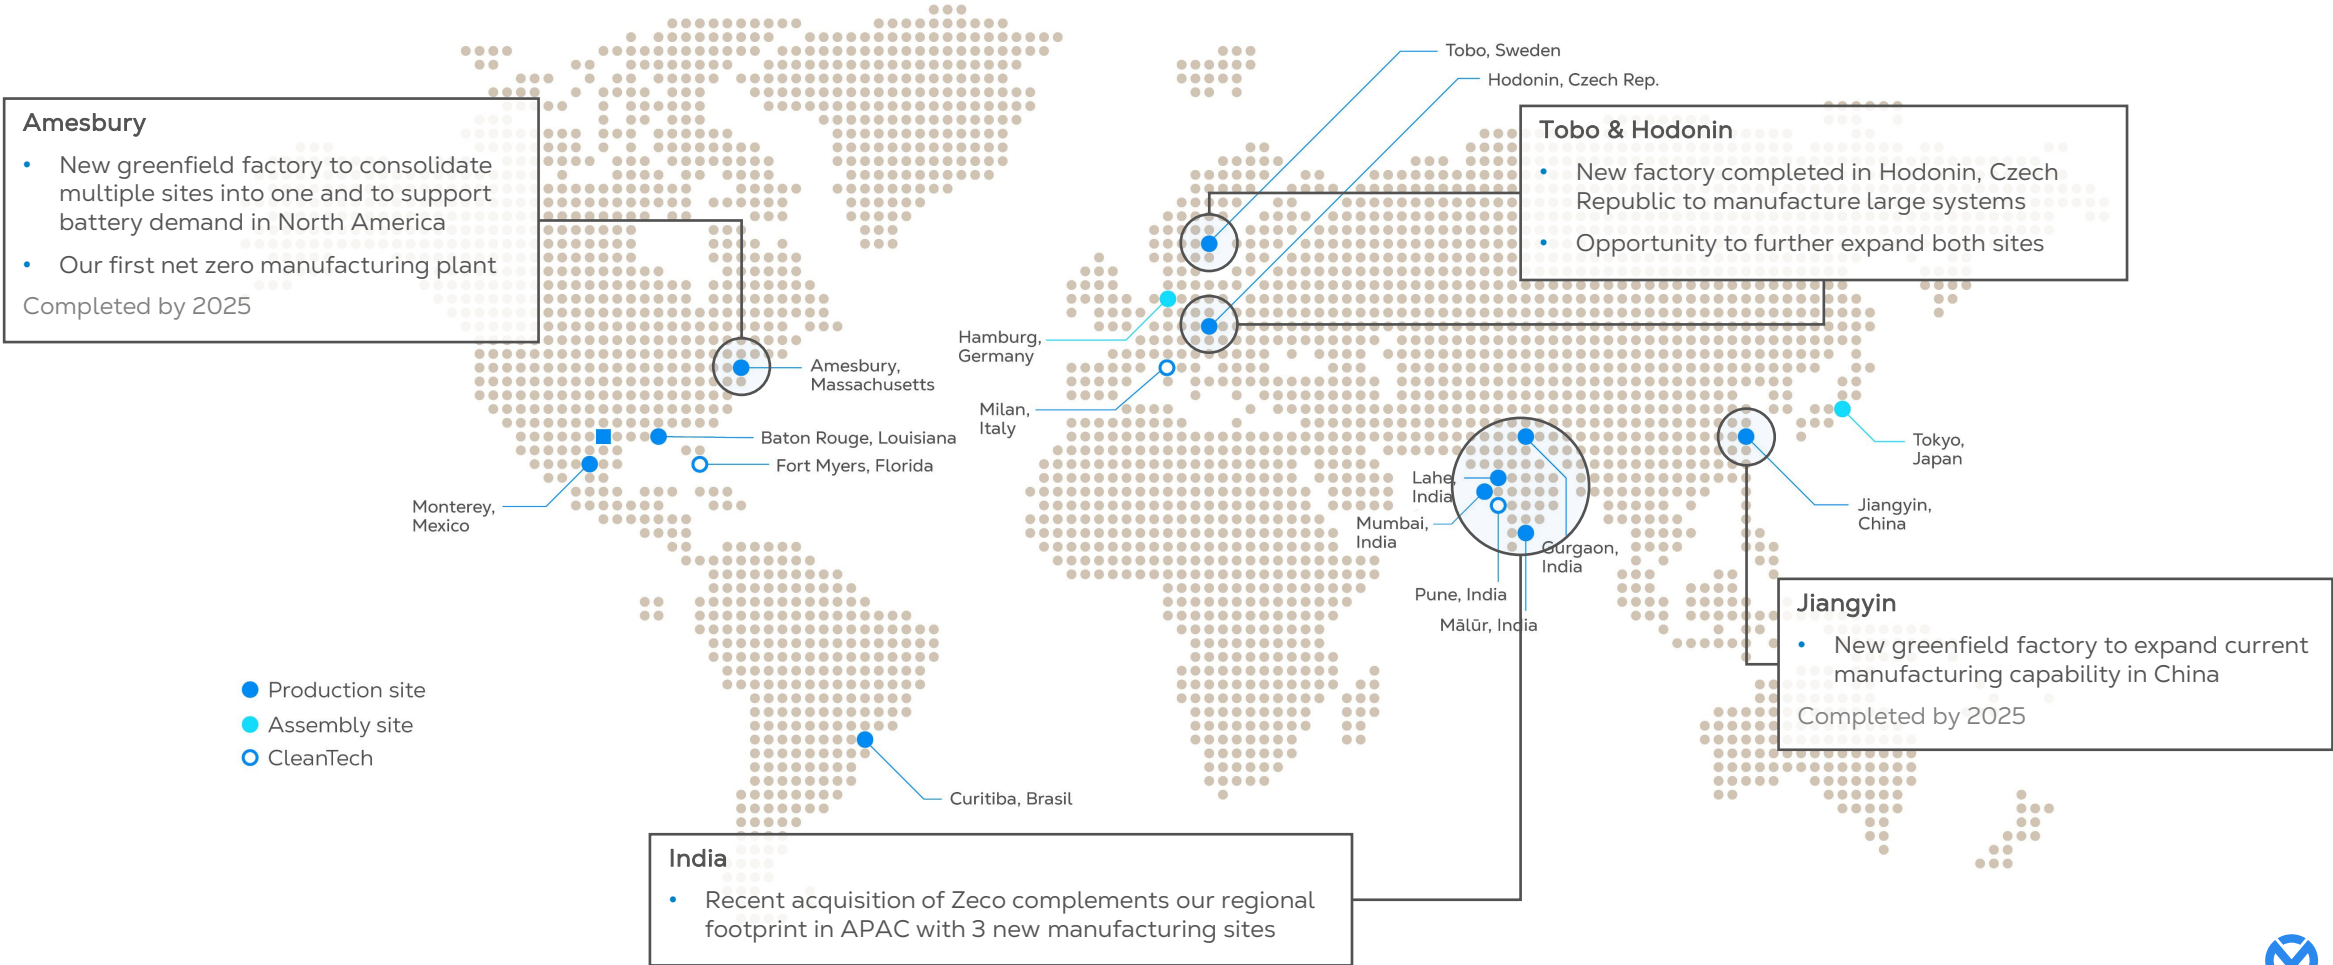 Tobo, Sweden
Hodonin, Czech Rep.
Amesbury
• New greenfield factory to consolidate
multiple sites into one and to support
battery demand in North America
• Our first net zero manufacturing plant
Completed by 2025
Tobo & Hodonin
• New factory completed in Hodonin, Czech
Republic to manufacture large systems
• Opportunity to further expand both sites
Hamburg,
Germany
Amesbury,
Massachusetts
Milan,
Italy
Baton Rouge, Louisiana
Fort Myers, Florida
Monterey,
Mexico
Lahe,
India
Mumbai,
India
Gurgaon,
India
Pune, India
Mālūr, India
Tokyo,
Japan
Jiangyin,
China
Jiangyin
• New greenfield factory to expand current
manufacturing capability in China
Completed by 2025
Production site
Assembly site
CleanTech
Curitiba, Brasil
India
• Recent acquisition of Zeco complements our regional
footprint in APAC with 3 new manufacturing sites